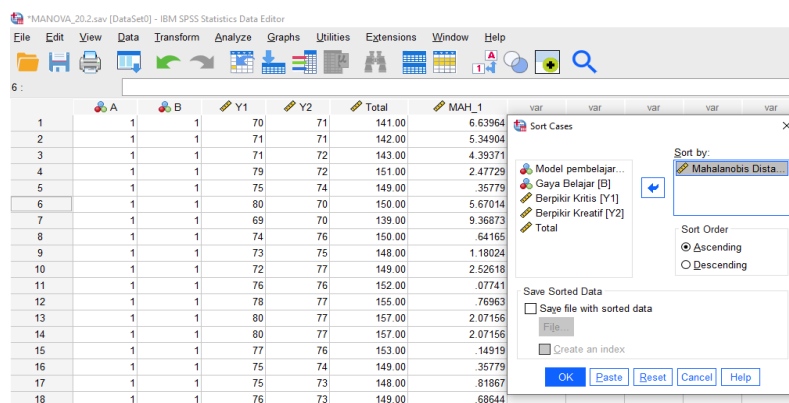 *MANOVA_20.2.sav [DataSet0] - IBM SPSS Statistics Data Editor
File Edit View Data Transform Analyze Graphs Utilities Extensions Window Help
6 :
A B Y1 Y2 Total MAH_1 var var var var var
1 1 1 70 71 141.00 6.63964
2 1 1 71 71 142.00 5.34904
3 1 1 71 72 143.00 4.39371
4 1 1 79 72 151.00 2.47729
5 1 1 75 74 149.00 .35779
6 1 1 80 70 150.00 5.67014
7 1 1 69 70 139.00 9.36873
8 1 1 74 76 150.00 .64165
9 1 1 73 75 148.00 1.18024
10 1 1 72 77 149.00 2.52618
11 1 1 76 76 152.00 .07741
12 1 1 78 77 155.00 .76963
13 1 1 80 77 157.00 2.07156
14 1 1 80 77 157.00 2.07156
15 1 1 77 76 153.00 .14919
16 1 1 75 74 149.00 .35779
17 1 1 75 73 148.00 .81867
18 1 1 76 73 149.00 .68644
Sort Cases
Sort by:
Model pembelajar...
Gaya Belajar [B]
Berpikir Kritis [Y1]
Berpikir Kreatif [Y2]
Total
Mahalanobis Dista...
Sort Order
Ascending
Descending
Save Sorted Data
Save file with sorted data
File...
Create an index
OK Paste Reset Cancel Help